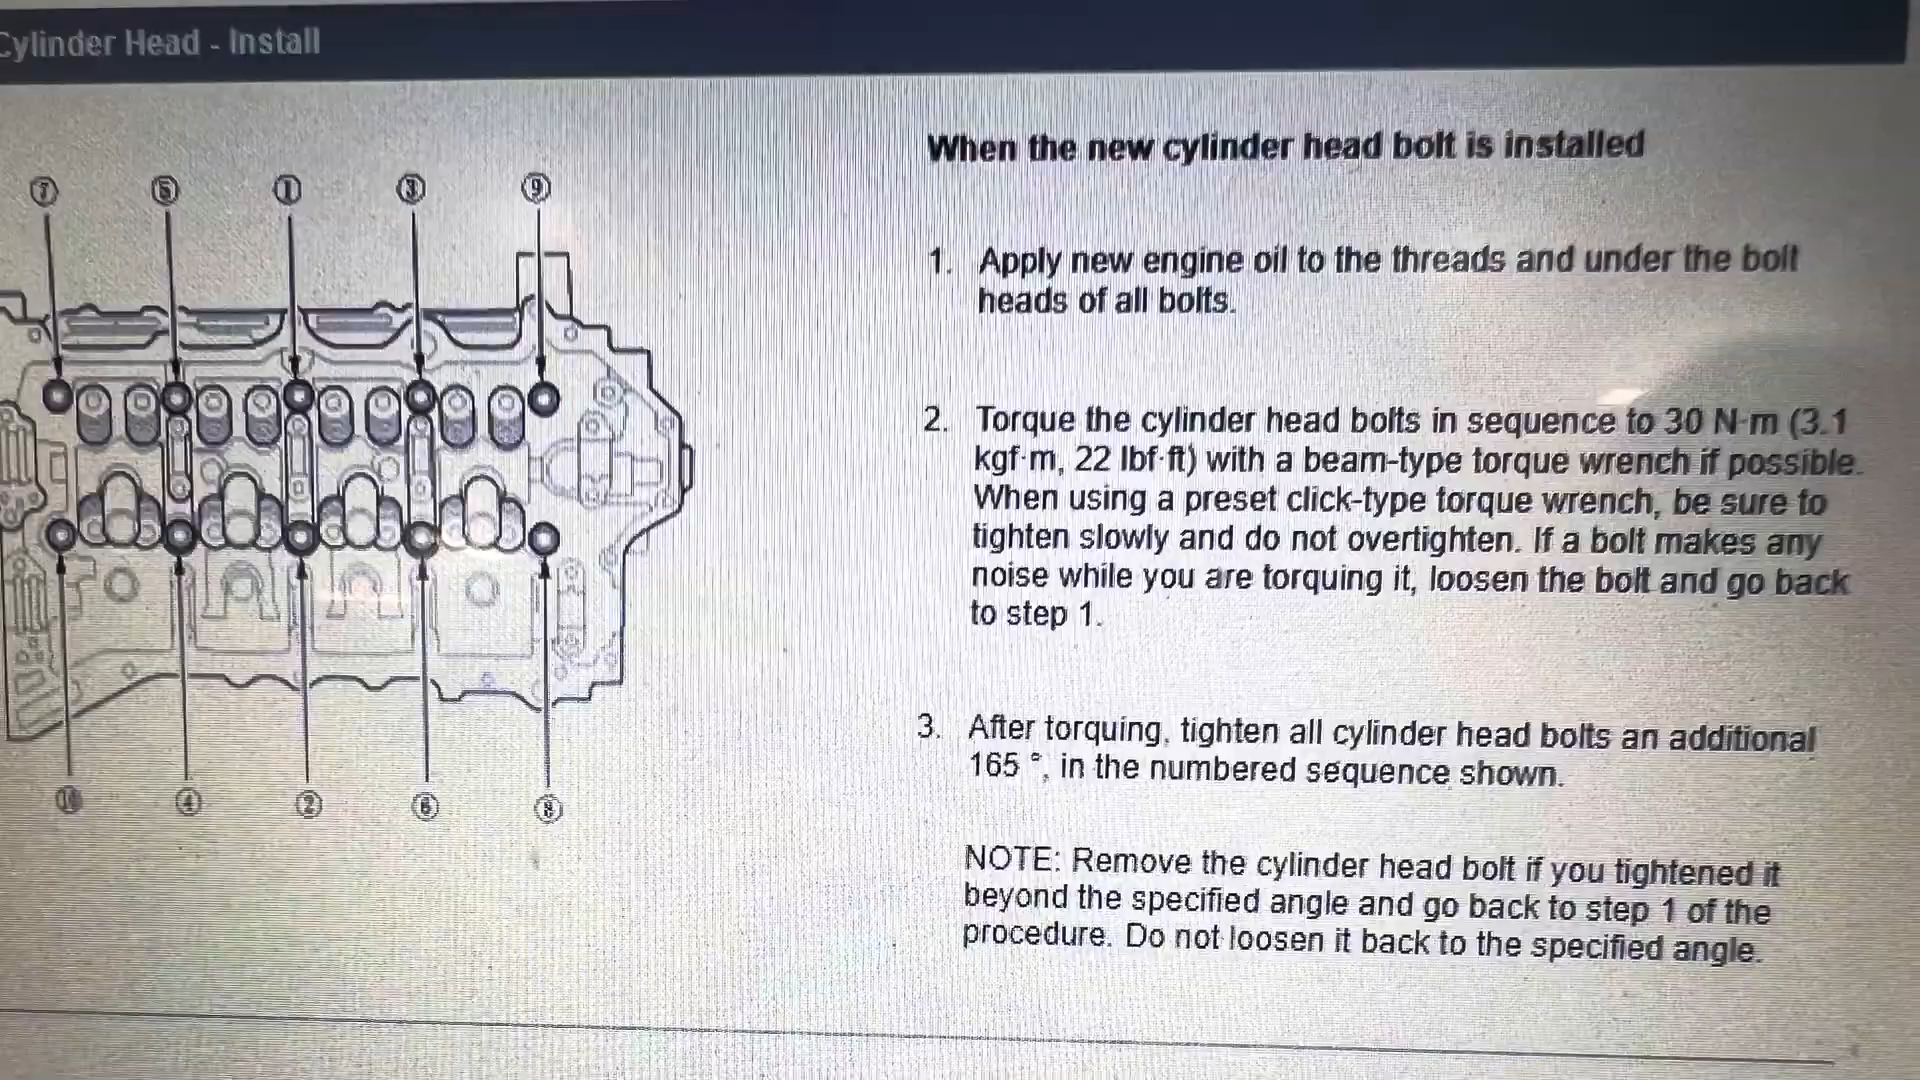 Cylinder Head - Install
⑦ ⑤ ① ③ ⑨
⑩ ④ ② ⑥ ⑧
When the new cylinder head bolt is installed
1. Apply new engine oil to the threads and under the bolt
heads of all bolts.
2. Torque the cylinder head bolts in sequence to 30 N·m (3.1
kgf·m, 22 lbf·ft) with a beam-type torque wrench if possible.
When using a preset click-type torque wrench, be sure to
tighten slowly and do not overtighten. If a bolt makes any
noise while you are torquing it, loosen the bolt and go back
to step 1.
3. After torquing, tighten all cylinder head bolts an additional
165 °, in the numbered sequence shown.
NOTE: Remove the cylinder head bolt if you tightened it
beyond the specified angle and go back to step 1 of the
procedure. Do not loosen it back to the specified angle.